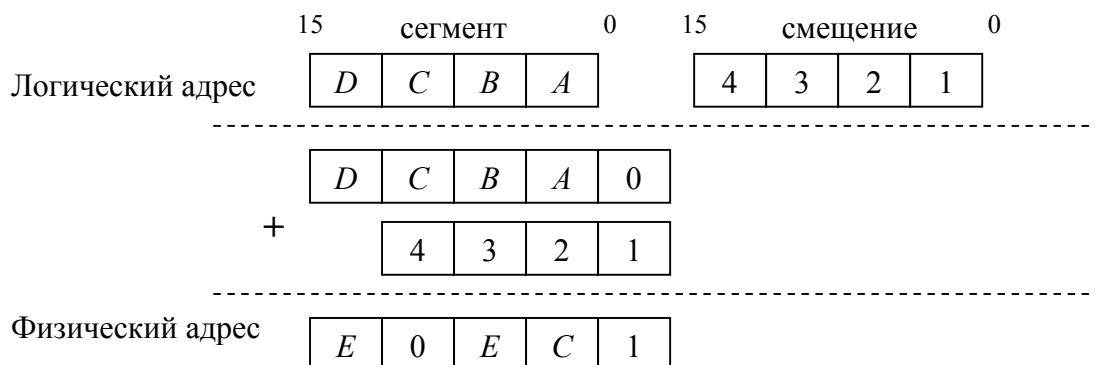 15 сегмент 0 15 смещение 0
Логический адрес D C B A 4 3 2 1
D C B A 0
+ 4 3 2 1
Физический адрес E 0 E C 1